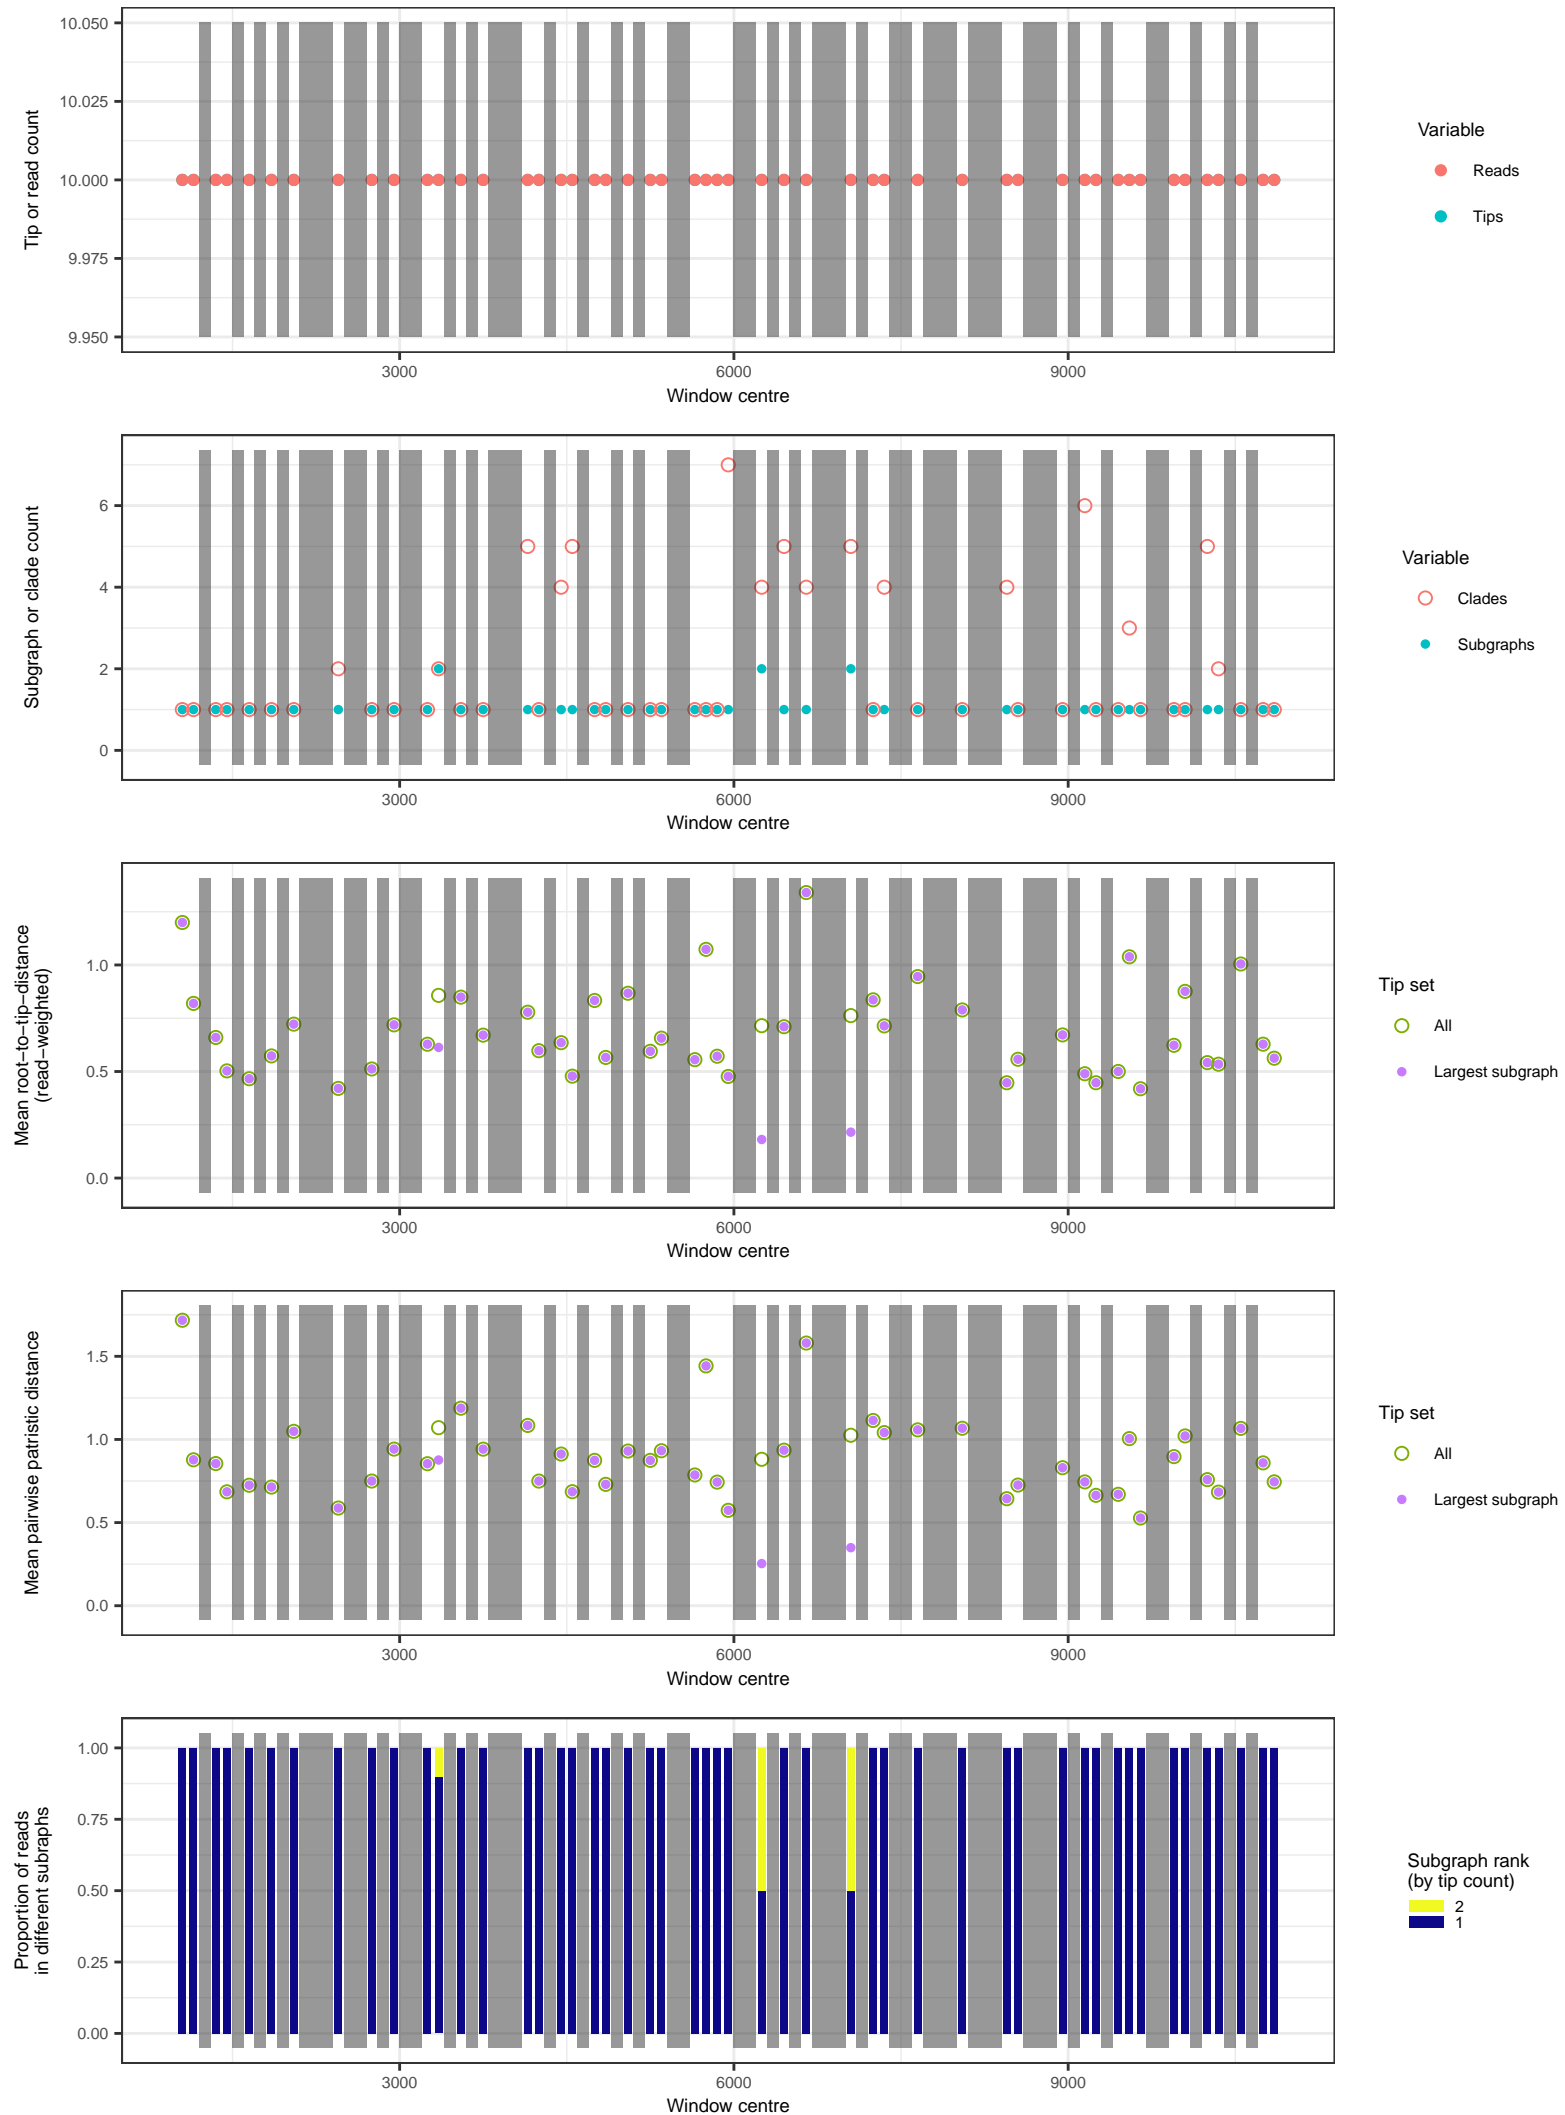 10.050
10.025
10.000
9.975
9.950
Tip or read count
3000
6000
9000
Window centre
Variable
Reads
Tips
6
4
2
0
Subgraph or clade count
3000
6000
9000
Window centre
Variable
Clades
Subgraphs
1.0
0.5
0.0
Mean root−to−tip−distance
(read−weighted)
3000
6000
9000
Window centre
Tip set
All
Largest subgraph
1.5
1.0
0.5
0.0
Mean pairwise patristic distance
3000
6000
9000
Window centre
Tip set
All
Largest subgraph
1.00
0.75
0.50
0.25
0.00
Proportion of reads
in different subraphs
3000
6000
9000
Window centre
Subgraph rank
(by tip count)
2
1